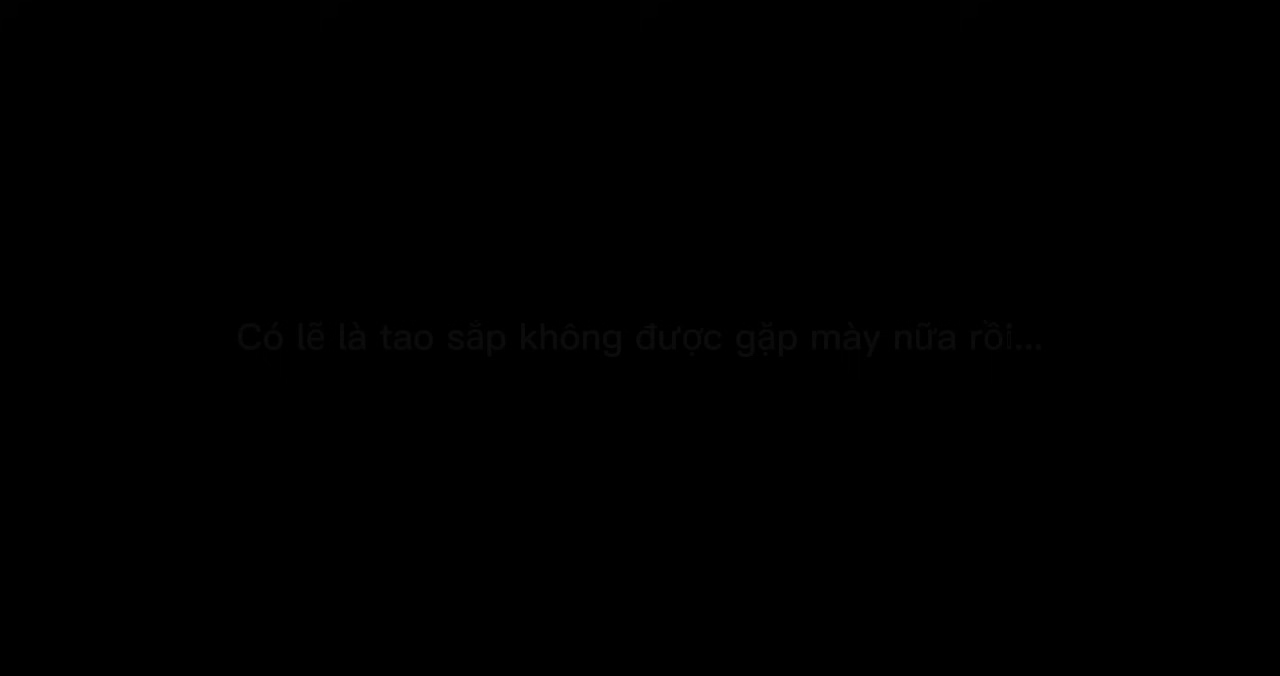 Có lẽ là tao sắp không được gặp mày nữa rồi...